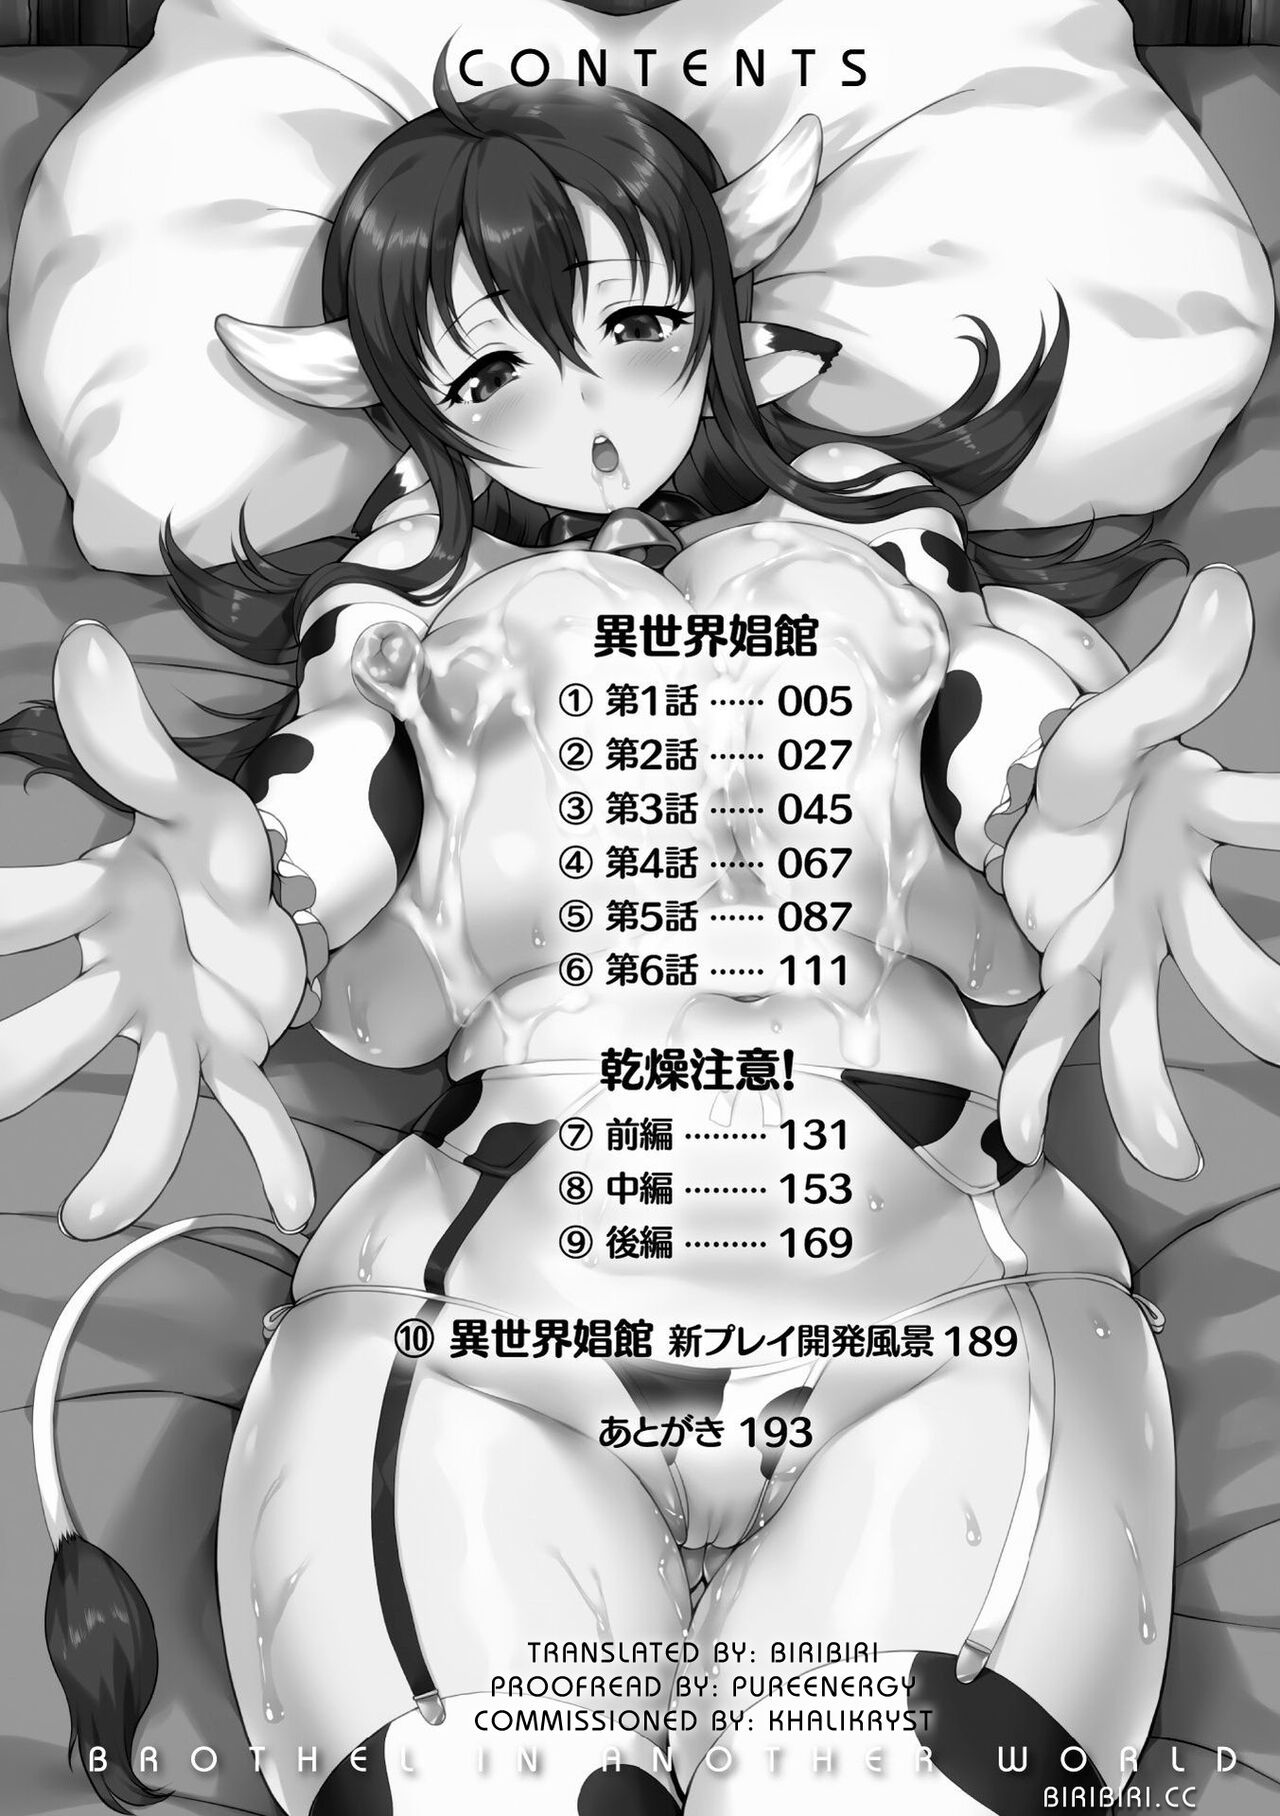 CONTENTS
異世界娼館
① 第1話 …… 005
② 第2話 …… 027
③ 第3話 …… 045
④ 第4話 …… 067
⑤ 第5話 …… 087
⑥ 第6話 …… 111
乾燥注意!
⑦ 前編 ……… 131
⑧ 中編 ……… 153
⑨ 後編 ……… 169
⑩ 異世界娼館 新プレイ開発風景 189
あとがき 193
TRANSLATED BY: BIRIBIRI
PROOFREAD BY: PUREENERGY
COMMISSIONED BY: KHALIKRYST
BROTHEL IN ANOTHER WORLD
BIRIBIRI.CC